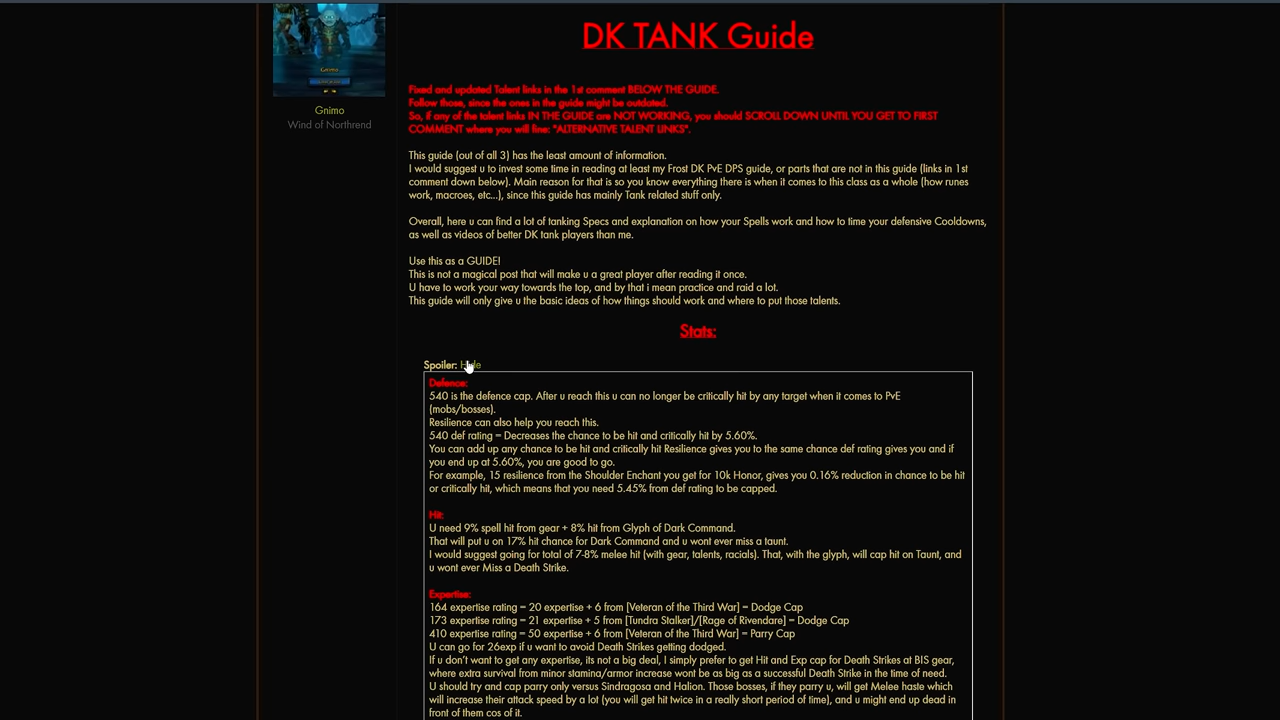 DK TANK Guide
Gnimo
Wind of Northrend
Fixed and updated Talent links in the 1st comment BELOW THE GUIDE.
Follow those, since the ones in the guide might be outdated.
So, if any of the talent links IN THE GUIDE are NOT WORKING, you should SCROLL DOWN UNTIL YOU GET TO FIRST
COMMENT where you will fine: "ALTERNATIVE TALENT LINKS".
This guide (out of all 3) has the least amount of information.
I would suggest u to invest some time in reading at least my Frost DK PvE DPS guide, or parts that are not in this guide (links in 1st
comment down below). Main reason for that is so you know everything there is when it comes to this class as a whole (how runes
work, macroes, etc...), since this guide has mainly Tank related stuff only.
Overall, here u can find a lot of tanking Specs and explanation on how your Spells work and how to time your defensive Cooldowns,
as well as videos of better DK tank players than me.
Use this as a GUIDE!
This is not a magical post that will make u a great player after reading it once.
U have to work your way towards the top, and by that i mean practice and raid a lot.
This guide will only give u the basic ideas of how things should work and where to put those talents.
Stats:
Spoiler: Hide
Defence:
540 is the defence cap. After u reach this u can no longer be critically hit by any target when it comes to PvE
(mobs/bosses).
Resilience can also help you reach this.
540 def rating = Decreases the chance to be hit and critically hit by 5.60%.
You can add up any chance to be hit and critically hit Resilience gives you to the same chance def rating gives you and if
you end up at 5.60%, you are good to go.
For example, 15 resilience from the Shoulder Enchant you get for 10k Honor, gives you 0.16% reduction in chance to be hit
or critically hit, which means that you need 5.45% from def rating to be capped.
Hit:
U need 9% spell hit from gear + 8% hit from Glyph of Dark Command.
That will put u on 17% hit chance for Dark Command and u wont ever miss a taunt.
I would suggest going for total of 7-8% melee hit (with gear, talents, racials). That, with the glyph, will cap hit on Taunt, and
u wont ever Miss a Death Strike.
Expertise:
164 expertise rating = 20 expertise + 6 from [Veteran of the Third War] = Dodge Cap
173 expertise rating = 21 expertise + 5 from [Tundra Stalker]/[Rage of Rivendare] = Dodge Cap
410 expertise rating = 50 expertise + 6 from [Veteran of the Third War] = Parry Cap
U can go for 26exp if u want to avoid Death Strikes getting dodged.
If u don't want to get any expertise, its not a big deal, I simply prefer to get Hit and Exp cap for Death Strikes at BIS gear,
where extra survival from minor stamina/armor increase wont be as big as a successful Death Strike in the time of need.
U should try and cap parry only versus Sindragosa and Halion. Those bosses, if they parry u, will get Melee haste which
will increase their attack speed by a lot (you will get hit twice in a really short period of time), and u might end up dead in
front of them cos of it.